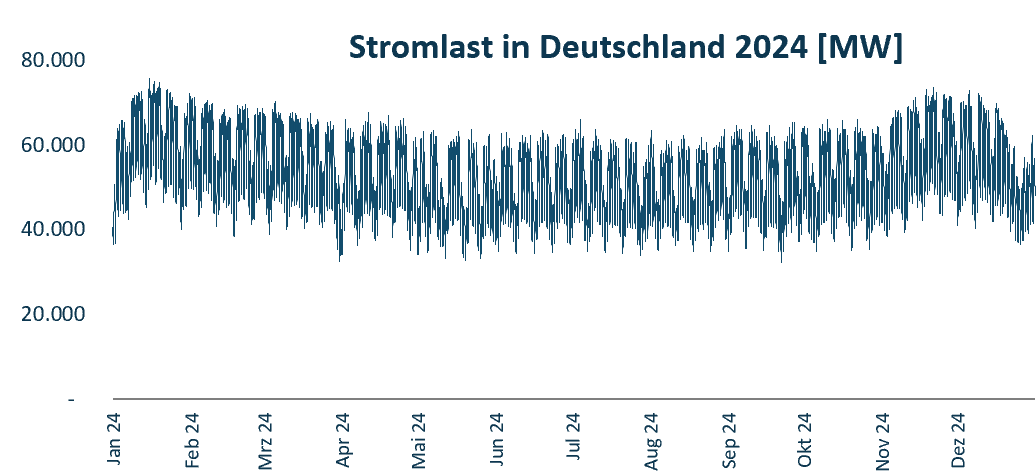 Stromlast in Deutschland 2024 [MW]
80.000
60.000
40.000
20.000
-
Jan 24
Feb 24
Mrz 24
Apr 24
Mai 24
Jun 24
Jul 24
Aug 24
Sep 24
Okt 24
Nov 24
Dez 24